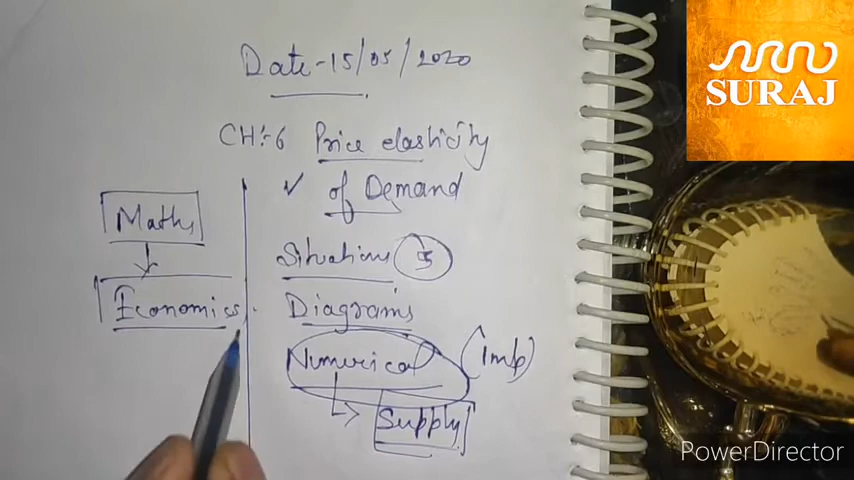 Date-15/05/2020
CH:-6 Price elasticity
✓ of Demand
Maths
Situations 5
Economics
Diagrams
Numerical (Imp)
Supply
SURAJ
PowerDirector